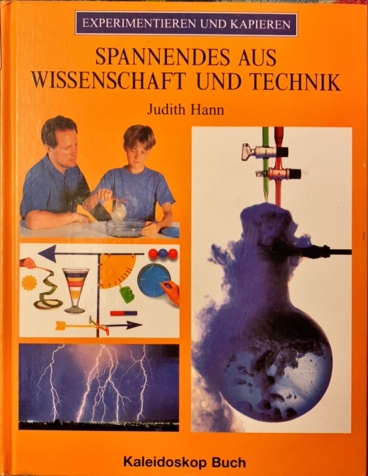 EXPERIMENTIEREN UND KAPIEREN
SPANNENDES AUS
WISSENSCHAFT UND TECHNIK
Judith Hann
Kaleidoskop Buch